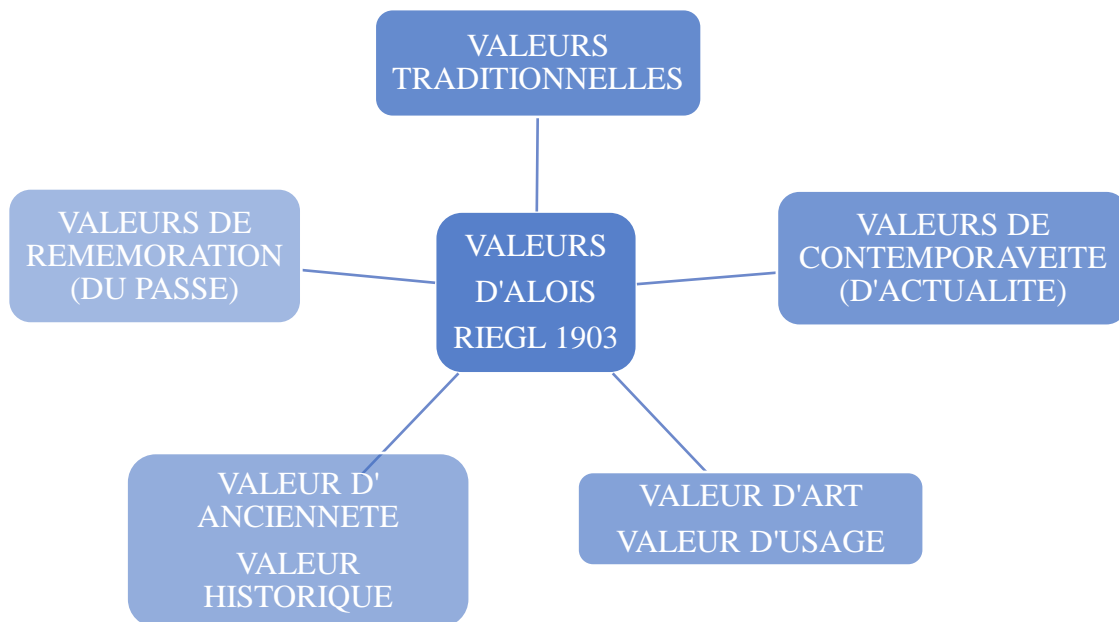 VALEURS
TRADITIONNELLES
VALEURS DE
REMEMORATION
(DU PASSE)
VALEURS
D'ALOIS
RIEGL 1903
VALEURS DE
CONTEMPORAVEITE
(D'ACTUALITE)
VALEUR D'
ANCIENNETE
VALEUR
HISTORIQUE
VALEUR D'ART
VALEUR D'USAGE